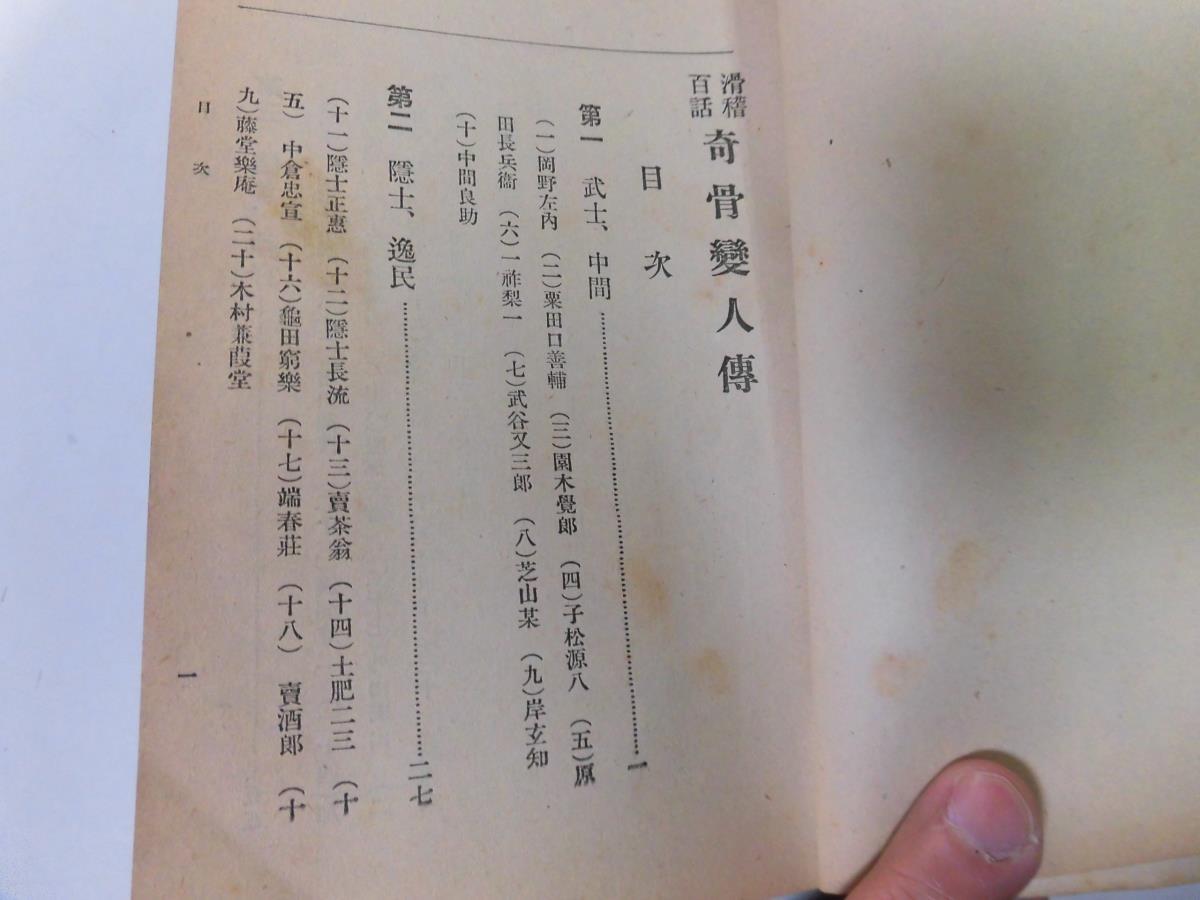 滑稽
百話
奇骨變人傳
目次
第一 武士、中間……………………一
(一)岡野左內 (二)粟田口善輔 (三)園木覺郎 (四)子松源八 (五)原
田長兵衞 (六)一祚梨一 (七)武谷又三郎 (八)芝山某 (九)岸玄知
(十)中間良助
第二 隱士、逸民……………………二七
(十一)隱士正惠 (十二)隱士長流 (十三)賣茶翁 (十四)土肥二三 (十
五) 中倉忠宣 (十六)龜田窮樂 (十七)端春莊 (十八) 賣酒郎 (十
九)藤堂樂庵 (二十)木村蒹葭堂
目次
一